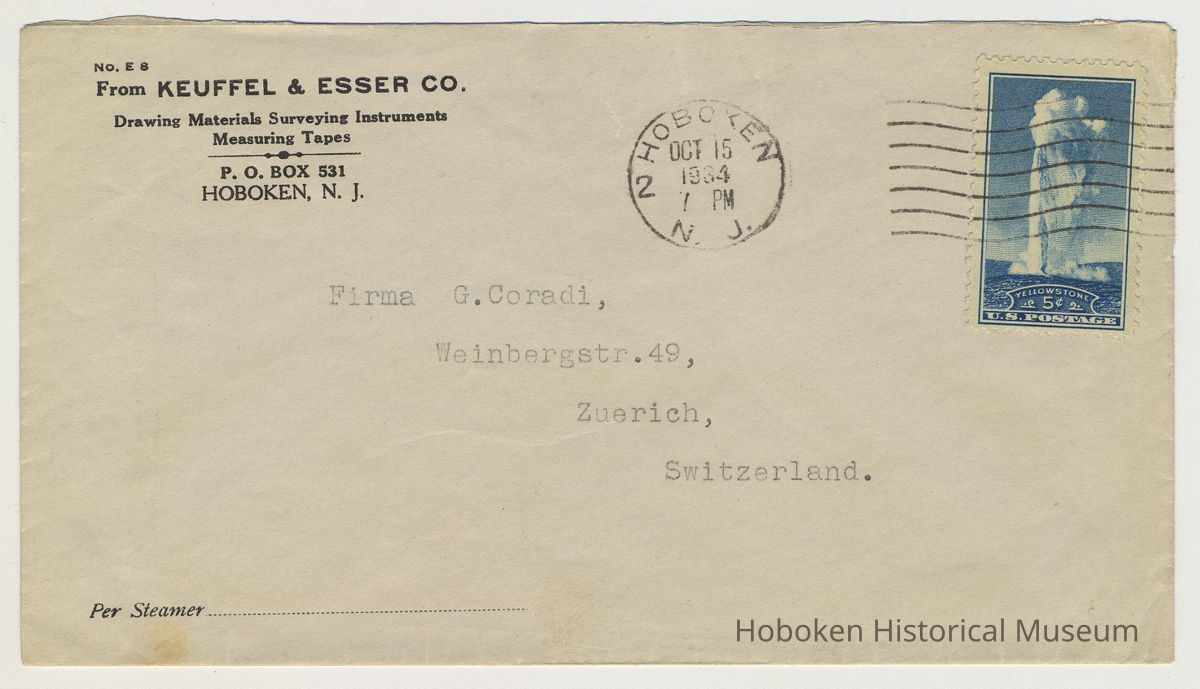 No. E 8
From KEUFFEL & ESSER CO.
Drawing Materials Surveying Instruments
Measuring Tapes
P. O. BOX 531
HOBOKEN, N. J.
HOBOKEN
OCT 15
1934
2
7 PM
N. J.
YELLOWSTONE
5¢
U.S. POSTAGE
Firma G.Coradi,
Weinbergstr.49,
Zuerich,
Switzerland.
Per Steamer
Hoboken Historical Museum